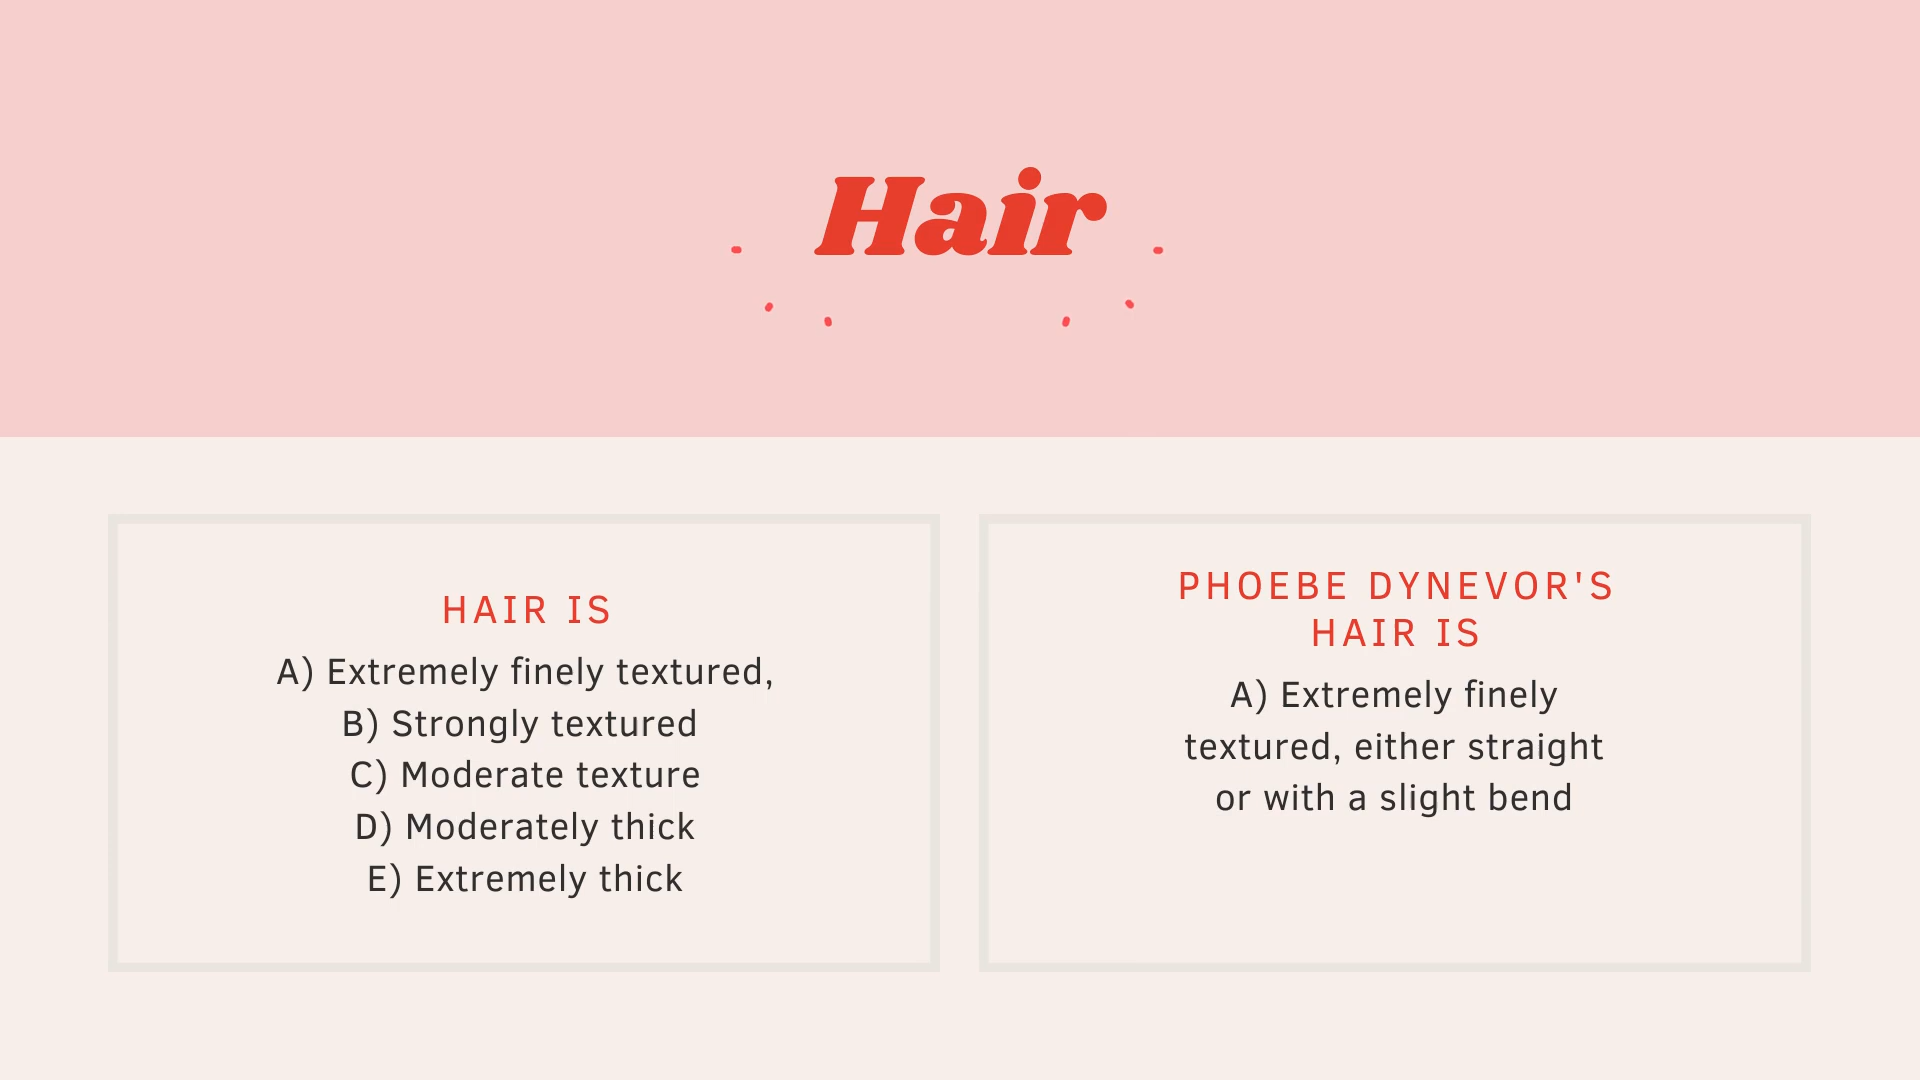 Hair
HAIR IS
A) Extremely finely textured,
B) Strongly textured
C) Moderate texture
D) Moderately thick
E) Extremely thick
PHOEBE DYNEVOR'S
HAIR IS
A) Extremely finely
textured, either straight
or with a slight bend